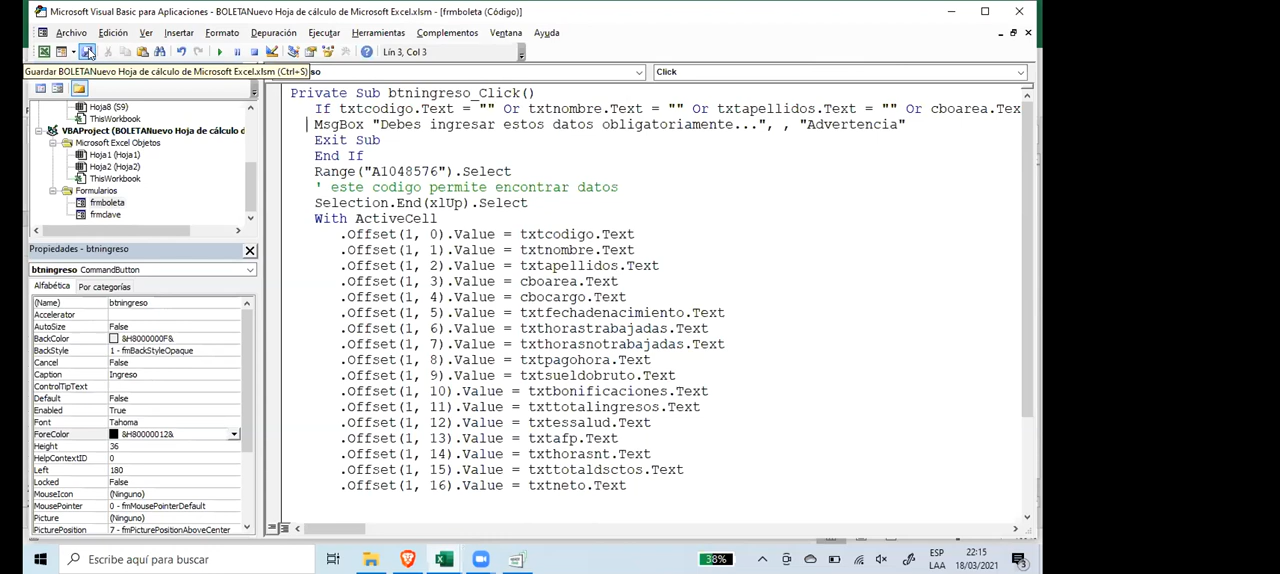 Microsoft Visual Basic para Aplicaciones - BOLETANuevo Hoja de cálculo de Microsoft Excel.xlsm - [frmboleta (Código)]
Archivo Edición Ver Insertar Formato Depuración Ejecutar Herramientas Complementos Ventana Ayuda
Lín 3, Col 3
Guardar BOLETANuevo Hoja de cálculo de Microsoft Excel.xlsm (Ctrl+S)
Click
Hoja8 (S9)
ThisWorkbook
VBAProject (BOLETANuevo Hoja de cálculo d
Microsoft Excel Objetos
Hoja1 (Hoja1)
Hoja2 (Hoja2)
ThisWorkbook
Formularios
frmboleta
frmclave
Propiedades - btningreso
btningreso CommandButton
Alfabética Por categorías
(Name) btningreso
Accelerator
AutoSize False
BackColor &H8000000F&
BackStyle 1 - fmBackStyleOpaque
Cancel False
Caption Ingreso
ControlTipText
Default False
Enabled True
Font Tahoma
ForeColor &H80000012&
Height 36
HelpContextID 0
Left 180
Locked False
MouseIcon (Ninguno)
MousePointer 0 - fmMousePointerDefault
Picture (Ninguno)
PicturePosition 7 - fmPicturePositionAboveCenter
Private Sub btningreso_Click()
If txtcodigo.Text = "" Or txtnombre.Text = "" Or txtapellidos.Text = "" Or cboarea.Tex
MsgBox "Debes ingresar estos datos obligatoriamente...", , "Advertencia"
Exit Sub
End If
Range("A1048576").Select
' este codigo permite encontrar datos
Selection.End(xlUp).Select
With ActiveCell
.Offset(1, 0).Value = txtcodigo.Text
.Offset(1, 1).Value = txtnombre.Text
.Offset(1, 2).Value = txtapellidos.Text
.Offset(1, 3).Value = cboarea.Text
.Offset(1, 4).Value = cbocargo.Text
.Offset(1, 5).Value = txtfechadenacimiento.Text
.Offset(1, 6).Value = txthorastrabajadas.Text
.Offset(1, 7).Value = txthorasnotrabajadas.Text
.Offset(1, 8).Value = txtpagohora.Text
.Offset(1, 9).Value = txtsueldobruto.Text
.Offset(1, 10).Value = txtbonificaciones.Text
.Offset(1, 11).Value = txttotalingresos.Text
.Offset(1, 12).Value = txtessalud.Text
.Offset(1, 13).Value = txtafp.Text
.Offset(1, 14).Value = txthorasnt.Text
.Offset(1, 15).Value = txttotaldsctos.Text
.Offset(1, 16).Value = txtneto.Text
Escribe aquí para buscar
38%
ESP
LAA
22:15
18/03/2021
3